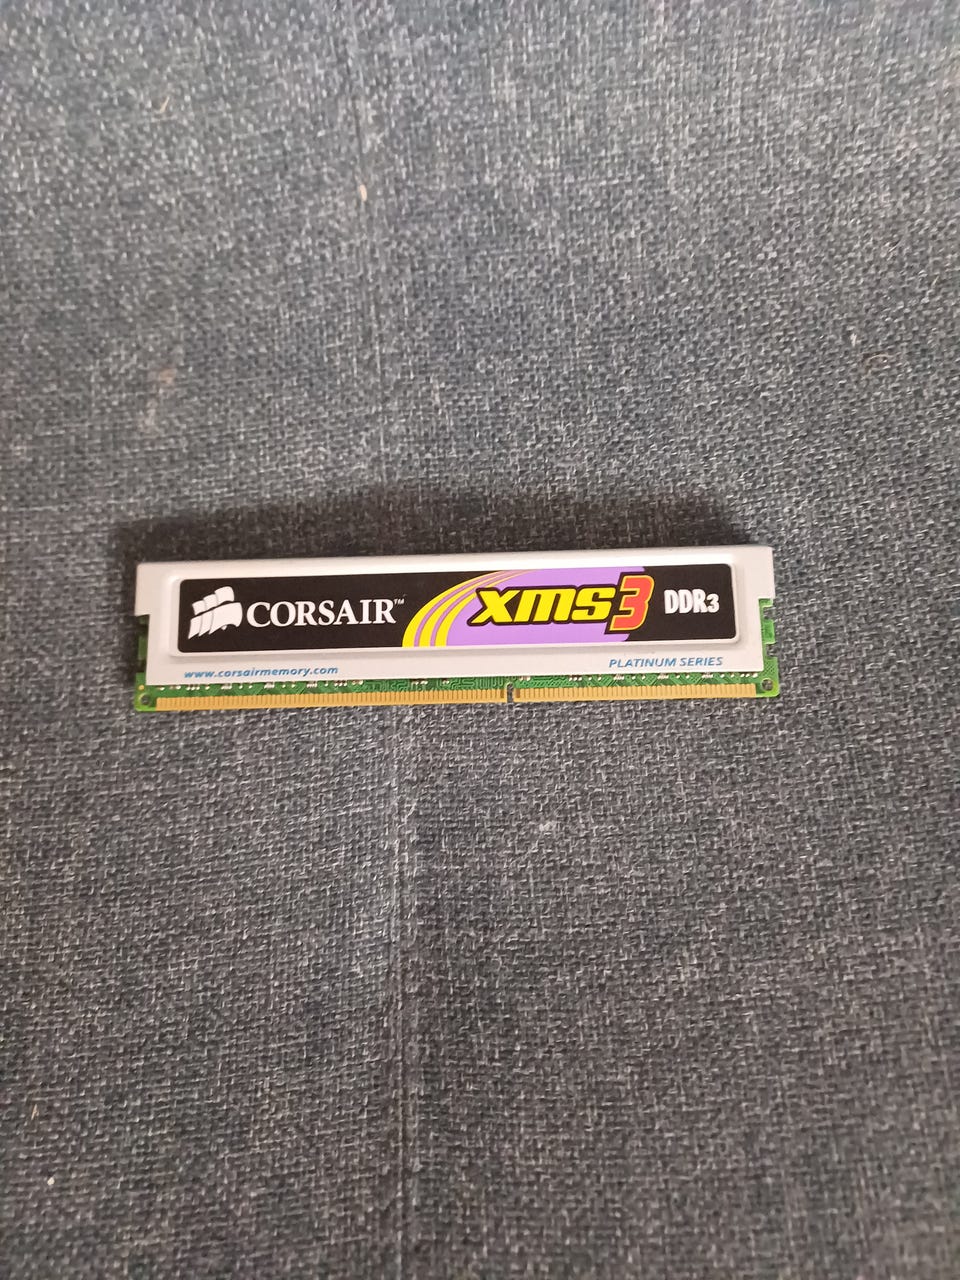 CORSAIR™ XMS3 DDR3
www.corsairmemory.com PLATINUM SERIES